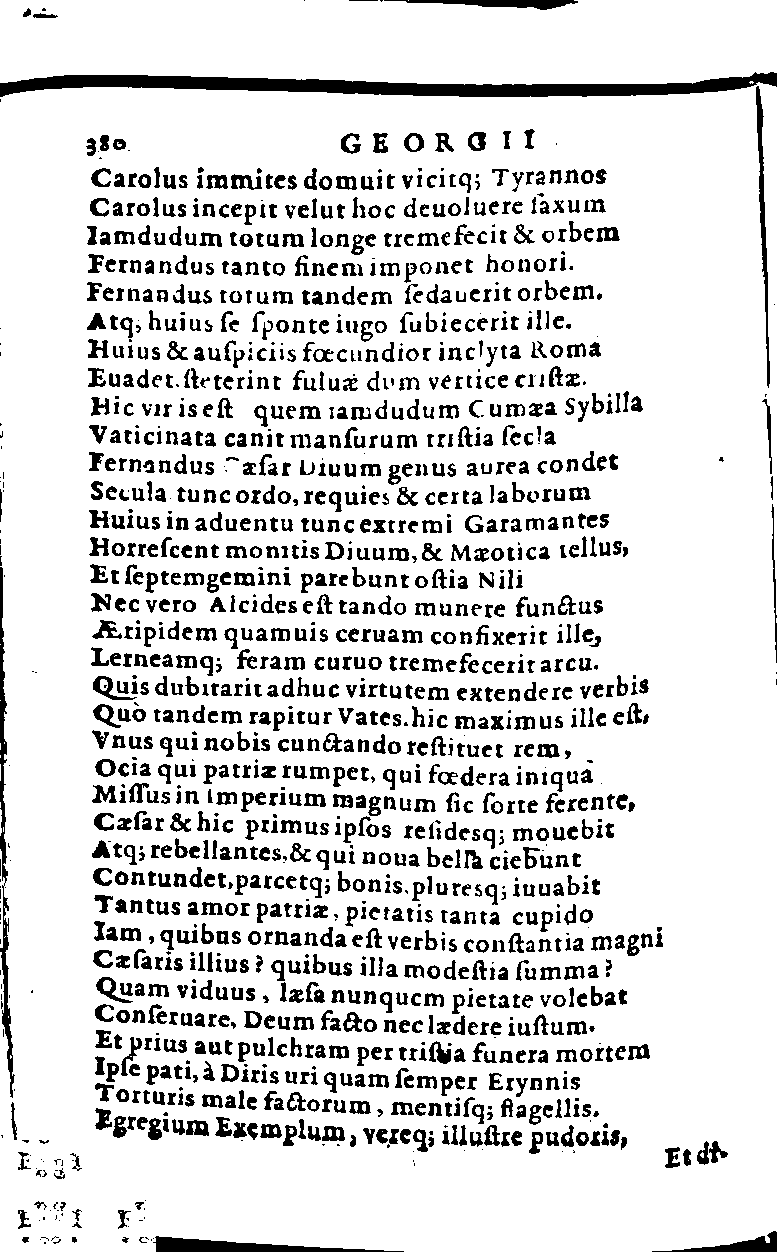 380 GEORGII
Carolus immites domuit vicitq; Tyrannos
Carolus incepit velut hoc deuoluere ſaxum
Iamdudum totum longe tremefecit & orbem
Fernandus tanto finem imponet honori.
Fernandus totum tandem ſedauerit orbem.
Atq; huius ſe ſponte iugo ſubiecerit ille.
Huius & auſpiciis fœcundior inclyta Roma
Euadet. ſteterint fuluæ dum vertice criſtæ.
Hic vir is eſt quem iamdudum Cumæa Sybilla
Vaticinata canit manſurum triſtia ſecla
Fernandus Cæſar Diuum genus aurea condet
Secula tunc ordo, requies & certa laborum
Huius in aduentu tunc extremi Garamantes
Horreſcent monitis Diuum, & Mæotica tellus,
Et ſeptemgemini parebunt oſtia Nili
Nec vero Alcides eſt tando munere functus
Æripidem quamuis ceruam confixerit ille,
Lerneamq; feram curuo tremefecerit arcu.
Quis dubitarit adhuc virtutem extendere verbis
Quò tandem rapitur Vates. hic maximus ille eſt,
Vnus qui nobis cunctando reſtituet rem,
Ocia qui patriæ rumpet, qui fœdera iniqua
Miſſus in Imperium magnum ſic ſorte ferente,
Cæſar & hic primus ipſos reſidesq; mouebit
Atq; rebellantes, & qui noua bella ciebunt
Contundet, parcetq; bonis, pluresq; iuuabit
Tantus amor patriæ, pietatis tanta cupido
Iam, quibus ornanda eſt verbis conſtantia magni
Cæſaris illius? quibus illa modeſtia ſumma?
Quam viduus, læſa nunquem pietate volebat
Conſeruare, Deum facto nec lædere iuſtum.
Et prius aut pulchram per triſtia funera mortem
Ipſe pati, à Diris uri quam ſemper Erynnis
Torturis male factorum, mentiſq; flagellis.
Egregium Exemplum, vereq; illuſtre pudoris,
Et di-